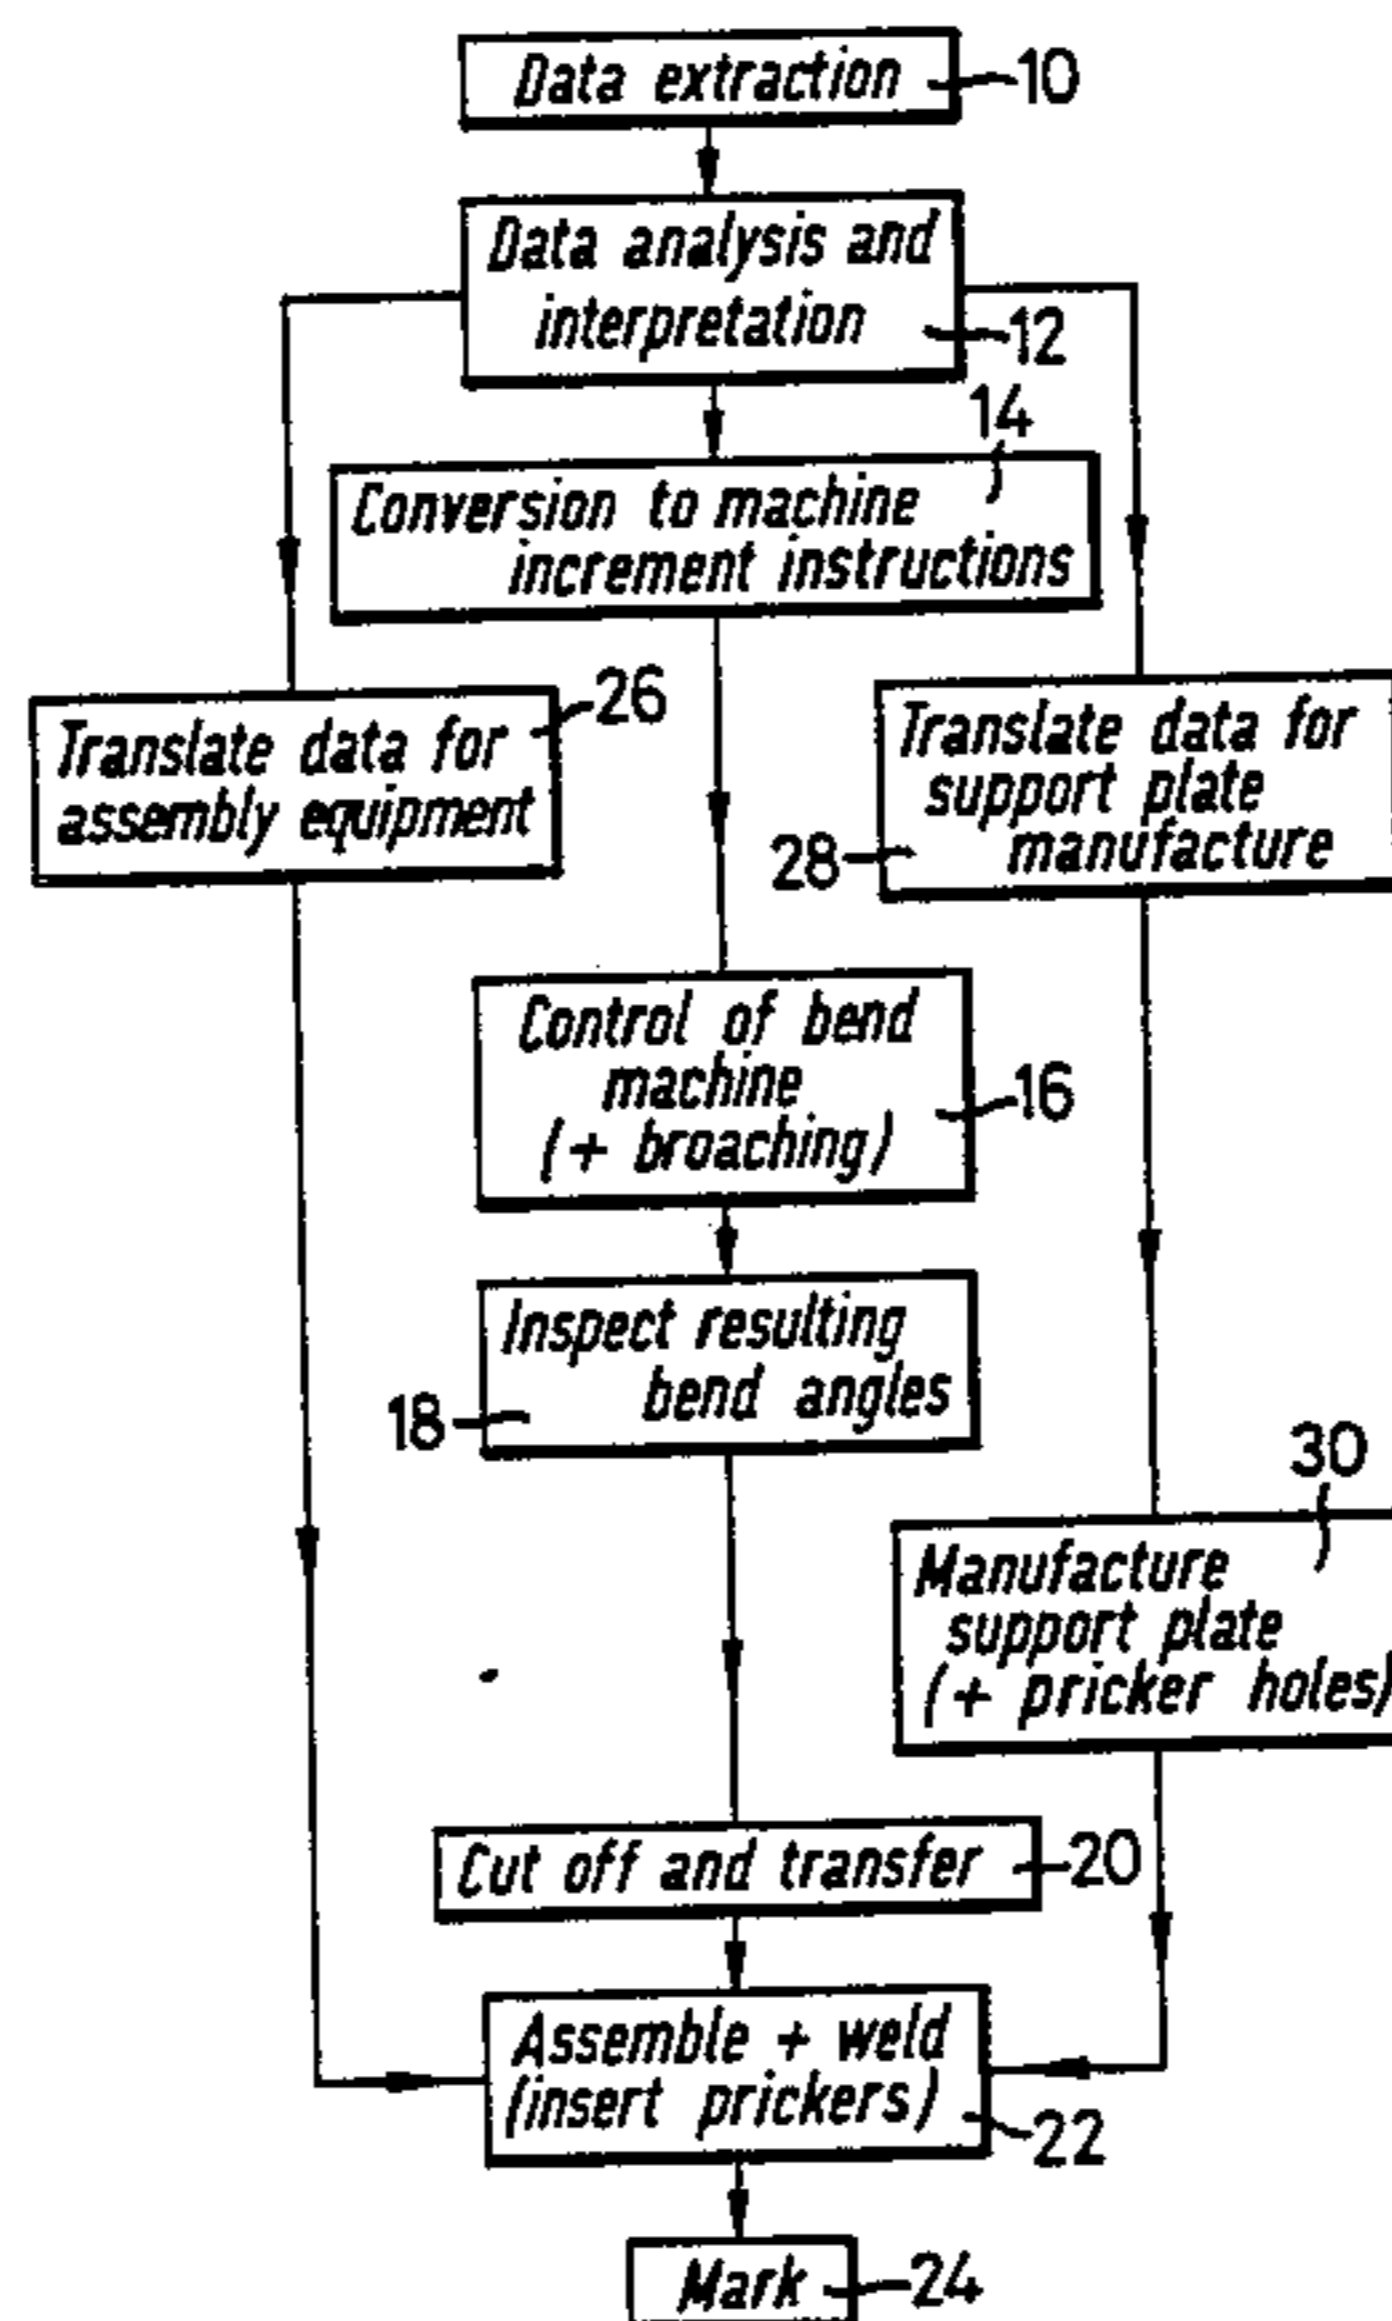 Data extraction
10
Data analysis and
interpretation
12
14
Conversion to machine
increment instructions
26
Translate data for
assembly equipment
Translate data for
support plate
manufacture
28
Control of bend
machine
(+ broaching)
16
Inspect resulting
bend angles
18
30
Manufacture
support plate
(+ pricker holes)
Cut off and transfer
20
Assemble + weld
(insert prickers)
22
Mark
24